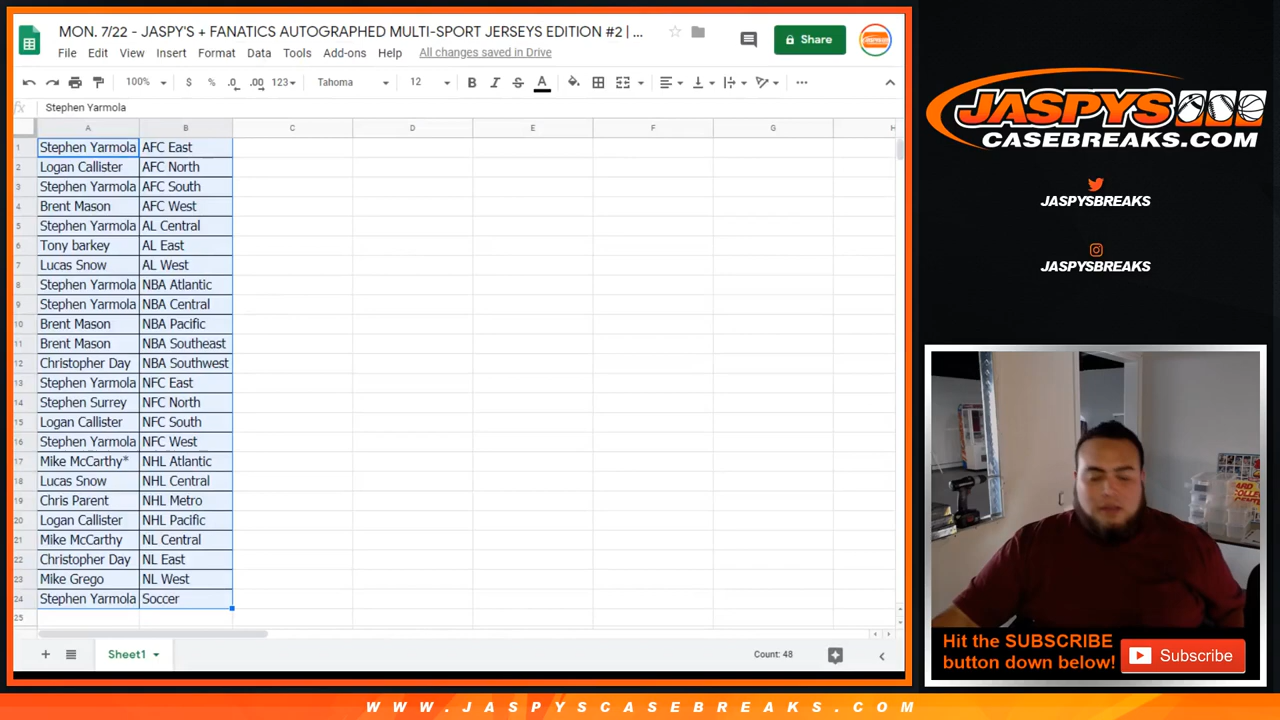 MON. 7/22 - JASPY'S + FANATICS AUTOGRAPHED MULTI-SPORT JERSEYS EDITION #2 | ...
File Edit View Insert Format Data Tools Add-ons Help All changes saved in Drive
Share
100% $ % .0 .00 123 Tahoma 12 B I S A
fx Stephen Yarmola
A B C D E F G H
1 Stephen Yarmola AFC East
2 Logan Callister AFC North
3 Stephen Yarmola AFC South
4 Brent Mason AFC West
5 Stephen Yarmola AL Central
6 Tony barkey AL East
7 Lucas Snow AL West
8 Stephen Yarmola NBA Atlantic
9 Stephen Yarmola NBA Central
10 Brent Mason NBA Pacific
11 Brent Mason NBA Southeast
12 Christopher Day NBA Southwest
13 Stephen Yarmola NFC East
14 Stephen Surrey NFC North
15 Logan Callister NFC South
16 Stephen Yarmola NFC West
17 Mike McCarthy* NHL Atlantic
18 Lucas Snow NHL Central
19 Chris Parent NHL Metro
20 Logan Callister NHL Pacific
21 Mike McCarthy NL Central
22 Christopher Day NL East
23 Mike Grego NL West
24 Stephen Yarmola Soccer
25
Sheet1
Count: 48
JASPYS
CASEBREAKS.COM
JASPYSBREAKS
JASPYSBREAKS
Hit the SUBSCRIBE
button down below!
Subscribe
WWW.JASPYSCASEBREAKS.COM